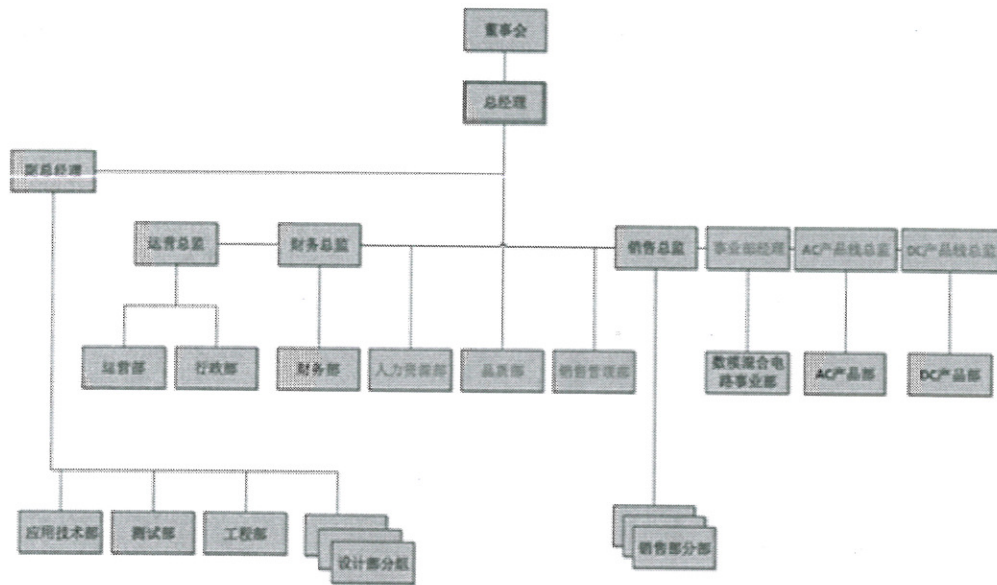 董事会
总经理
副总经理
运营总监
财务总监
销售总监
事业部经理
AC产品线总监
DC产品线总监
运营部
行政部
财务部
人力资源部
品质部
销售管理部
数模混合电
路事业部
AC产品部
DC产品部
应用技术部
测试部
工程部
设计部分组
销售部分部